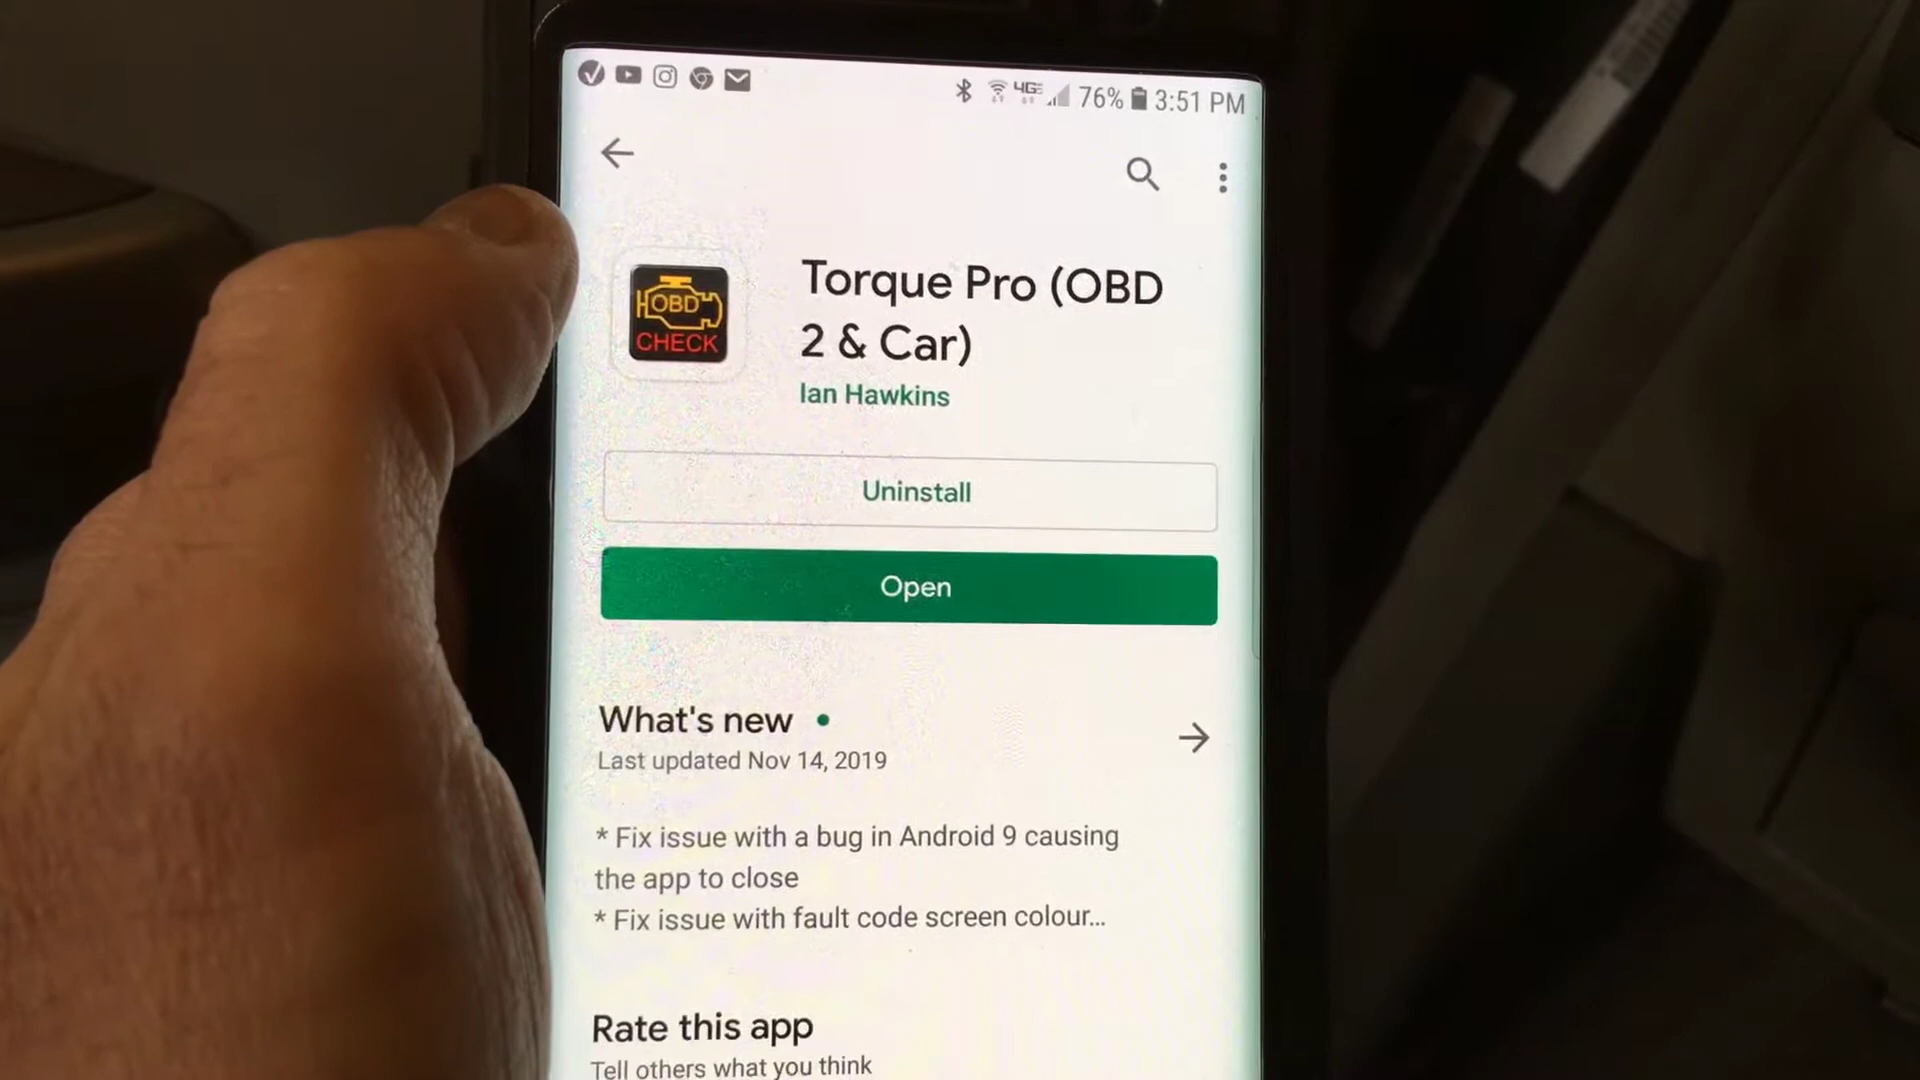 4G 76% 3:51 PM
OBD
CHECK
Torque Pro (OBD
2 & Car)
Ian Hawkins
Uninstall
Open
What's new
Last updated Nov 14, 2019
* Fix issue with a bug in Android 9 causing
the app to close
* Fix issue with fault code screen colour...
Rate this app
Tell others what you think